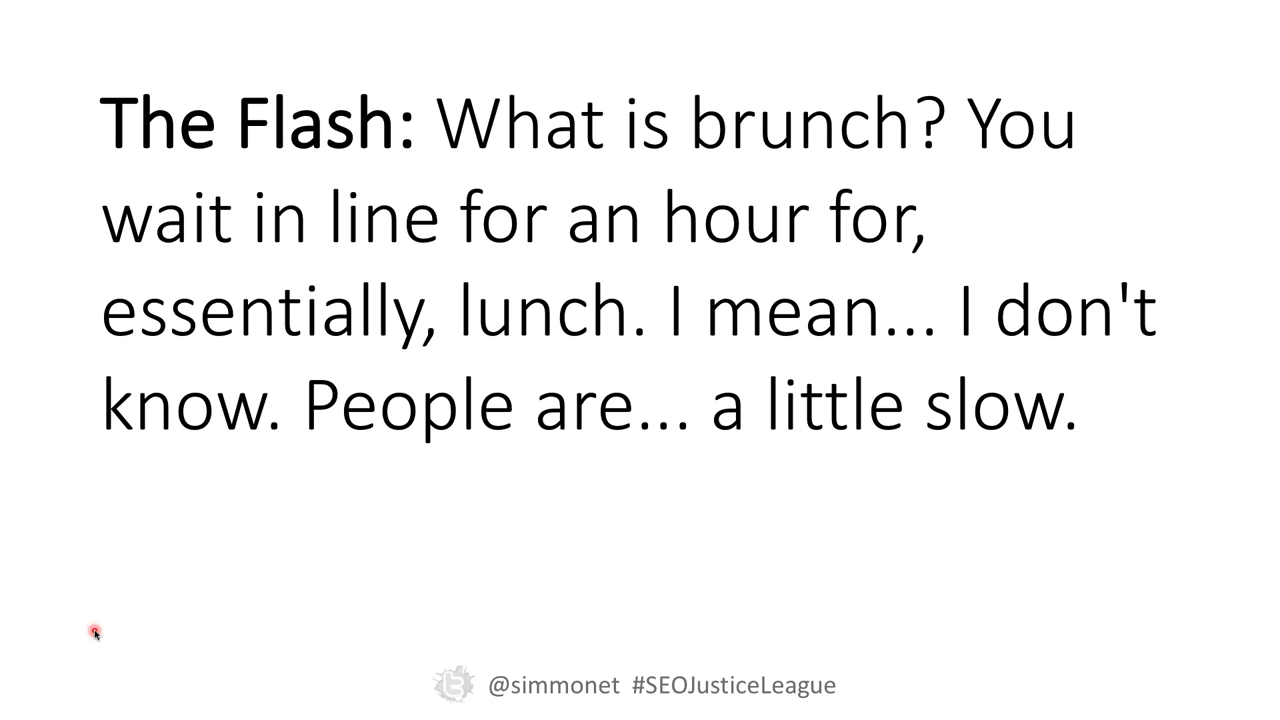 The Flash: What is brunch? You
wait in line for an hour for,
essentially, lunch. I mean... I don't
know. People are... a little slow.
@simmonet #SEOJusticeLeague